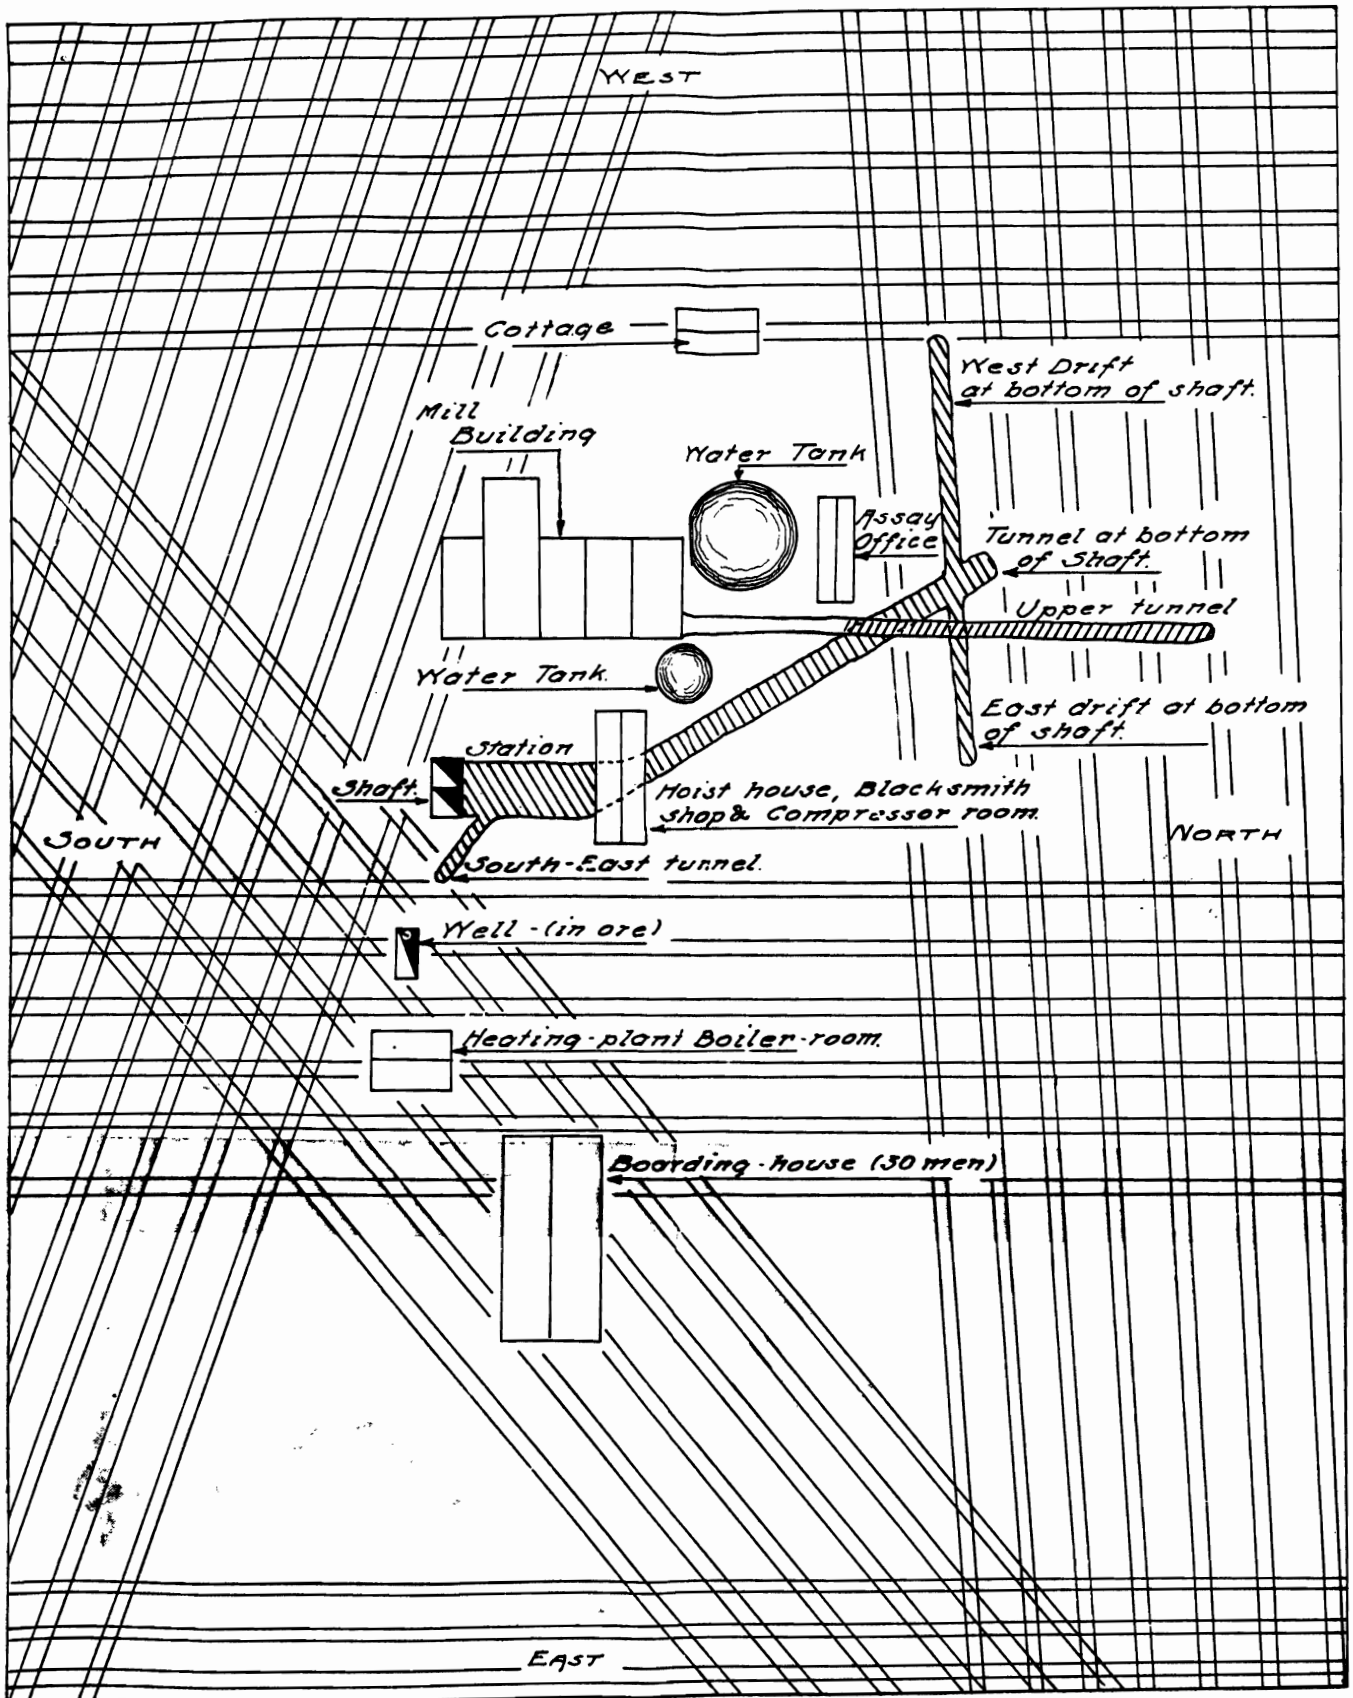 WEST
Cottage
West Drift
at bottom of shaft.
Mill
Building
Water Tank
Assay
Office
Tunnel at bottom
of Shaft.
Upper tunnel
Water Tank.
East drift at bottom
of shaft.
Station
Shaft.
Hoist house, Blacksmith
shop & Compressor room.
SOUTH
NORTH
South-East tunnel.
Well - (in ore)
Heating-plant Boiler-room.
Boarding-house (30 men)
EAST